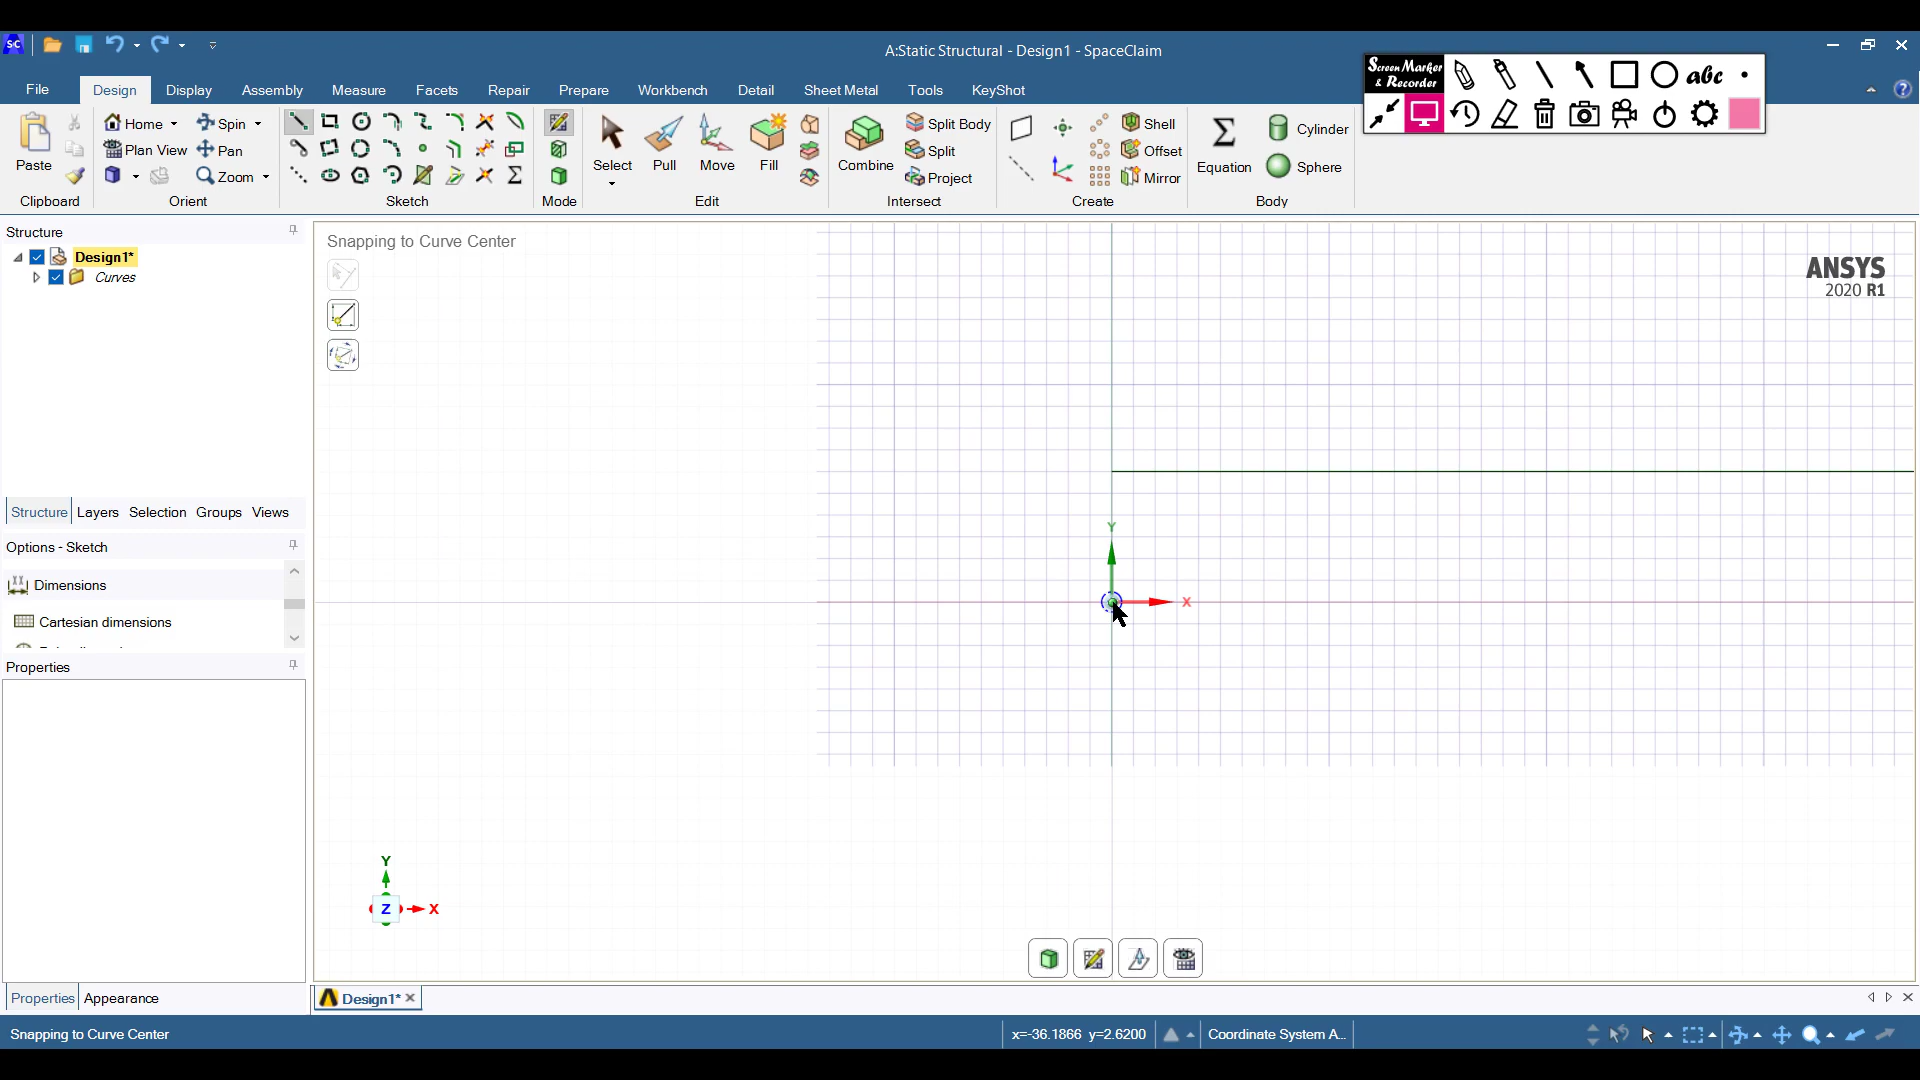 SC
A:Static Structural - Design1 - SpaceClaim
Screen Marker
& Recorder
abc
File
Design
Display
Assembly
Measure
Facets
Repair
Prepare
Workbench
Detail
Sheet Metal
Tools
KeyShot
Paste
Clipboard
Home
Spin
Plan View
Pan
Zoom
Orient
Sketch
Mode
Select
Pull
Move
Fill
Edit
Combine
Split Body
Split
Project
Intersect
Shell
Offset
Mirror
Create
Equation
Cylinder
Sphere
Body
Structure
Design1*
Curves
Structure
Layers
Selection
Groups
Views
Options - Sketch
Dimensions
Cartesian dimensions
Properties
Properties
Appearance
Snapping to Curve Center
ANSYS
2020 R1
Y
X
Y
Z
X
Design1*
Snapping to Curve Center
x=-36.1866 y=2.6200
Coordinate System A...